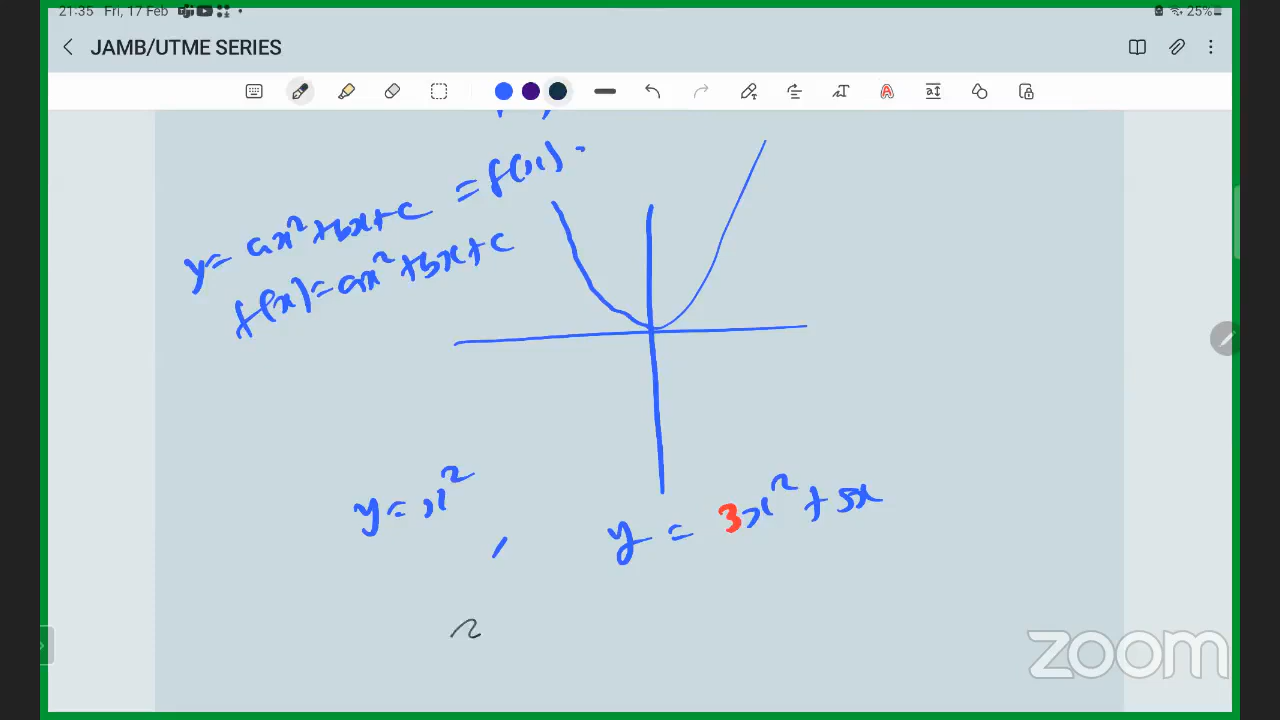 21:35 Fri, 17 Feb
25%
JAMB/UTME SERIES
y = ax² + bx + c = f(x)
f(x) = ax² + bx + c
y = x² , y = 3x² + 5x
zoom